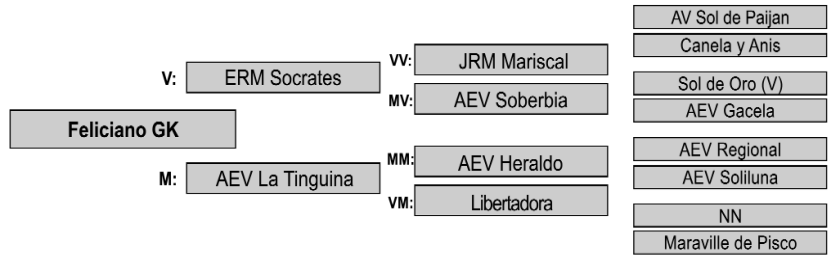 AV Sol de Paijan
Canela y Anis
VV: JRM Mariscal
V: ERM Socrates
Sol de Oro (V)
MV: AEV Soberbia
AEV Gacela
Feliciano GK
AEV Regional
MM: AEV Heraldo
M: AEV La Tinguina
AEV Soliluna
VM: Libertadora
NN
Maraville de Pisco